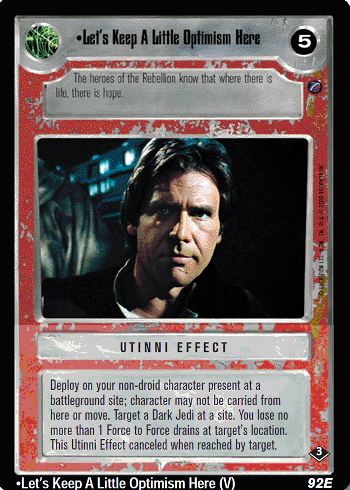 •Let's Keep A Little Optimism Here
5
The heroes of the Rebellion know that where there is
life, there is hope.
UTINNI EFFECT
Deploy on your non-droid character present at a
battleground site; character may not be carried from
here or move. Target a Dark Jedi at a site. You lose no
more than 1 Force to Force drains at target's location.
This Utinni Effect canceled when reached by target.
3
•Let's Keep A Little Optimism Here (V)
92E